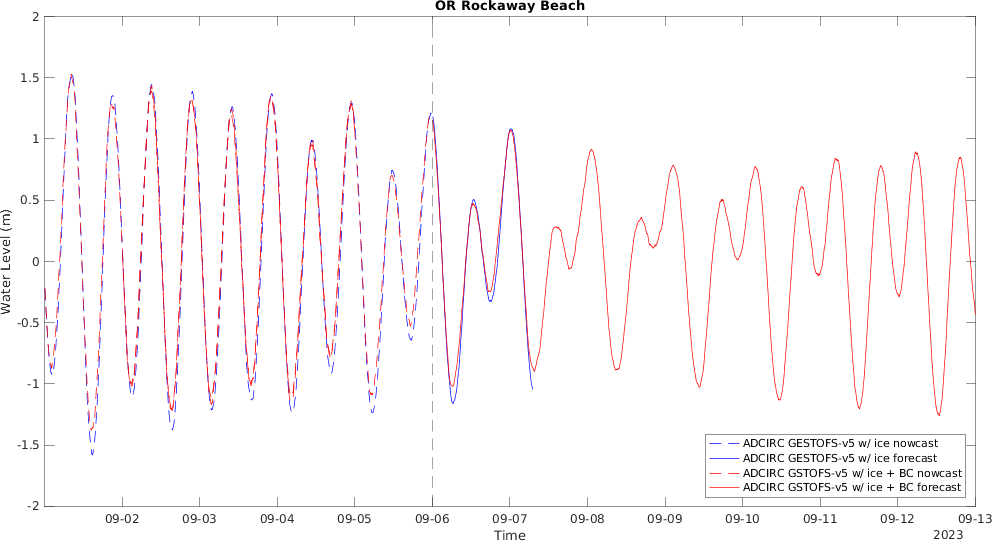 OR Rockaway Beach
2
1.5
1
0.5
0
-0.5
-1
-1.5
-2
Water Level (m)
ADCIRC GESTOFS-v5 w/ ice nowcast
ADCIRC GESTOFS-v5 w/ ice forecast
ADCIRC GSTOFS-v5 w/ ice + BC nowcast
ADCIRC GSTOFS-v5 w/ ice + BC forecast
09-02 09-03 09-04 09-05 09-06 09-07 09-08 09-09 09-10 09-11 09-12 09-13
Time
2023